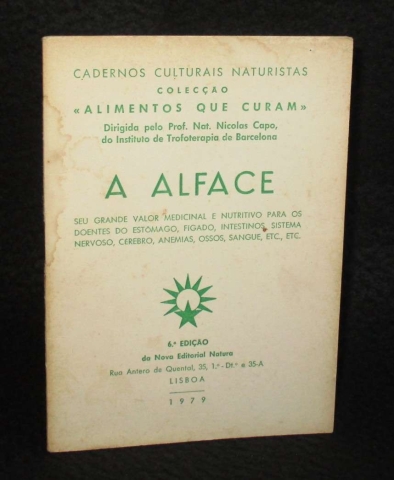 CADERNOS CULTURAIS NATURISTAS
COLECÇÃO
«ALIMENTOS QUE CURAM»
Dirigida pelo Prof. Nat. Nicolas Capo,
do Instituto de Trofoterapia de Barcelona
A ALFACE
SEU GRANDE VALOR MEDICINAL E NUTRITIVO PARA OS
DOENTES DO ESTÔMAGO, FIGADO, INTESTINOS, SISTEMA
NERVOSO, CEREBRO, ANEMIAS, OSSOS, SANGUE, ETC., ETC.
6.ª EDIÇÃO
da Nova Editorial Natura
Rua Antero de Quental, 35, 1.º-Dt.º e 35-A
LISBOA
1979